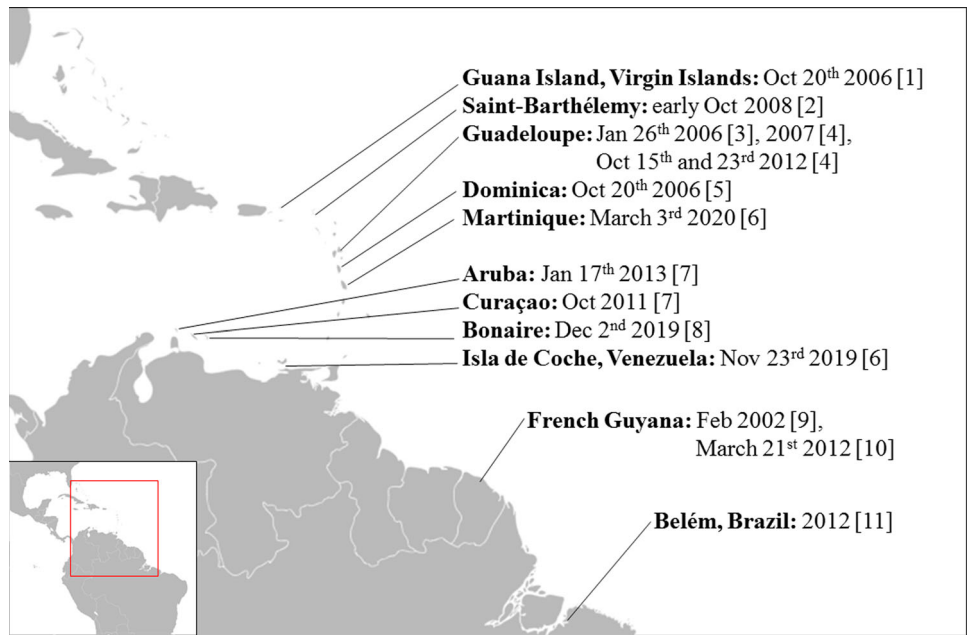 Guana Island, Virgin Islands: Oct 20th 2006 [1]
Saint-Barthélemy: early Oct 2008 [2]
Guadeloupe: Jan 26th 2006 [3], 2007 [4],
Oct 15th and 23rd 2012 [4]
Dominica: Oct 20th 2006 [5]
Martinique: March 3rd 2020 [6]
Aruba: Jan 17th 2013 [7]
Curaçao: Oct 2011 [7]
Bonaire: Dec 2nd 2019 [8]
Isla de Coche, Venezuela: Nov 23rd 2019 [6]
French Guyana: Feb 2002 [9],
March 21st 2012 [10]
Belém, Brazil: 2012 [11]